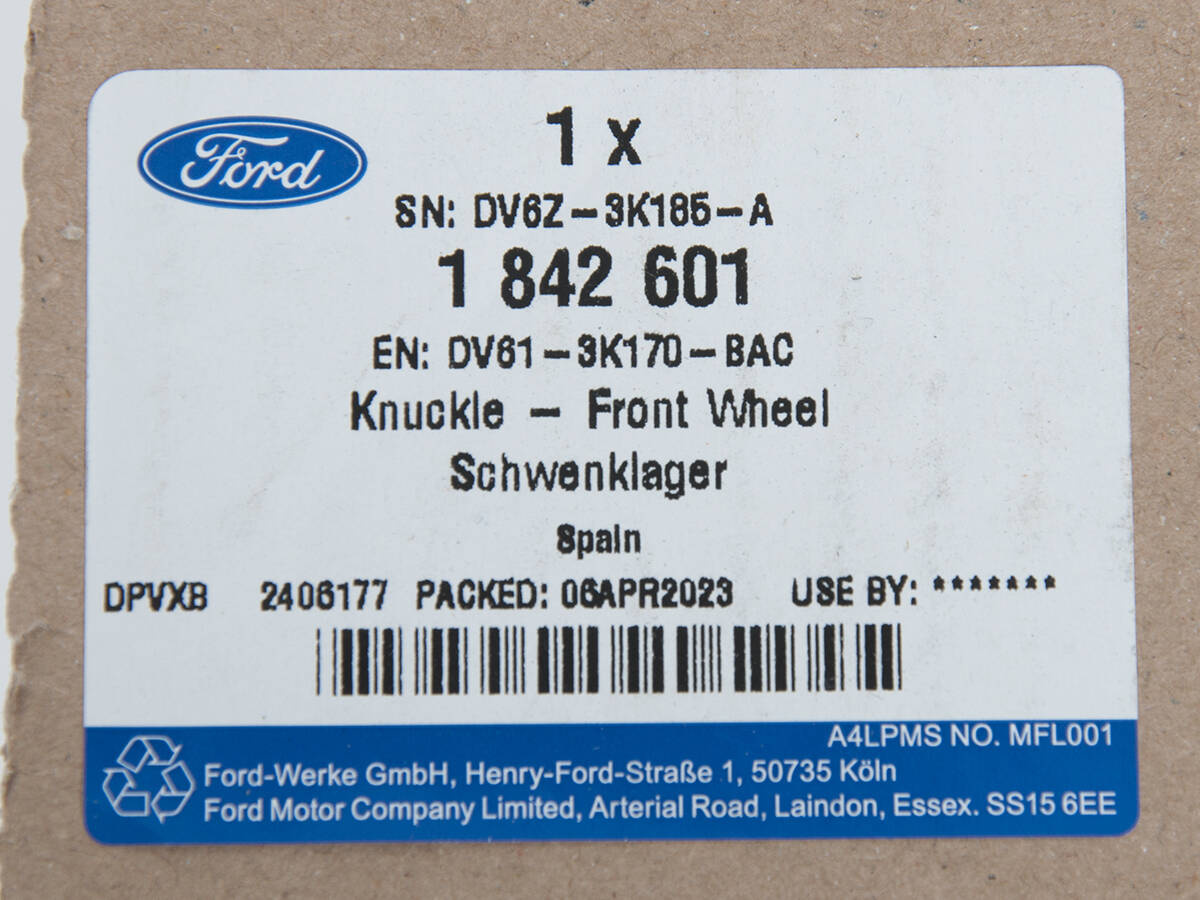 Ford
1 x
SN: DV6Z-3K185-A
1 842 601
EN: DV61-3K170-BAC
Knuckle - Front Wheel
Schwenklager
Spain
DPVXB 2406177 PACKED: 06APR2023 USE BY: *******
A4LPMS NO. MFL001
Ford-Werke GmbH, Henry-Ford-Straße 1, 50735 Köln
Ford Motor Company Limited, Arterial Road, Laindon, Essex. SS15 6EE